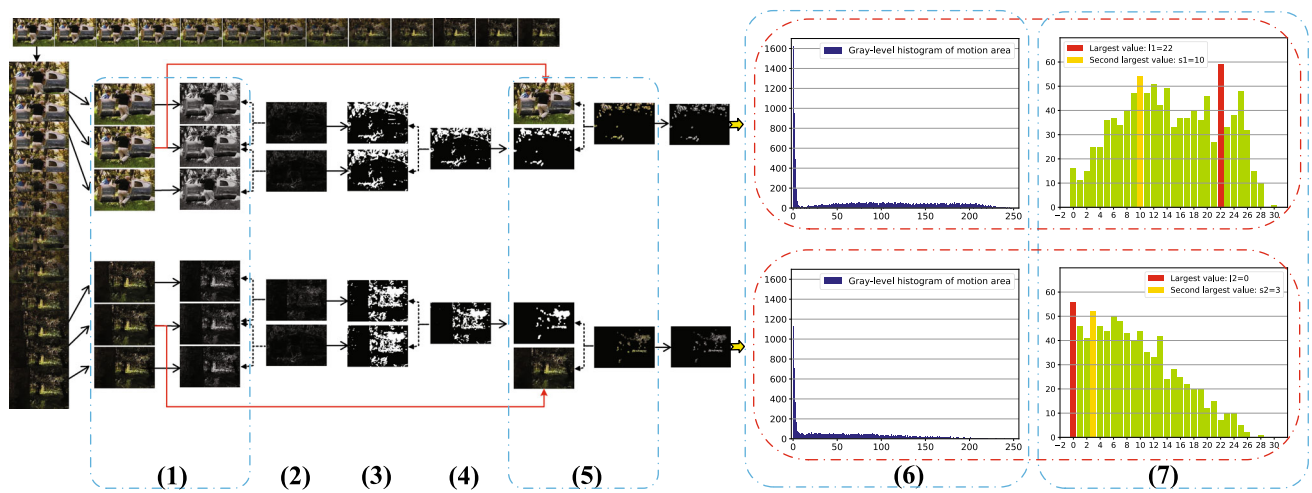 1600
1400
1200
1000
800
600
400
200
0
0 50 100 150 200 250
Gray-level histogram of motion area
60
50
40
30
20
10
0
−2 0 2 4 6 8 10 12 14 16 18 20 22 24 26 28 30 32
Largest value: l1=22
Second largest value: s1=10
1600
1400
1200
1000
800
600
400
200
0
0 50 100 150 200 250
Gray-level histogram of motion area
60
50
40
30
20
10
0
−2 0 2 4 6 8 10 12 14 16 18 20 22 24 26 28 30 32
Largest value: l2=0
Second largest value: s2=3
(1) (2) (3) (4) (5) (6) (7)